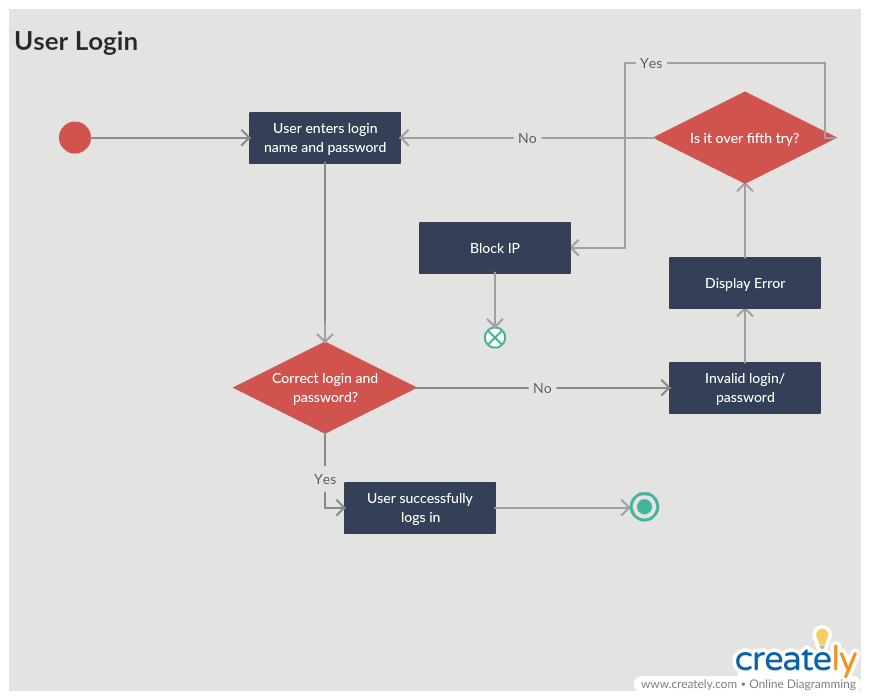 User Login
Yes
User enters login
name and password
No
Is it over fifth try?
Block IP
Display Error
Correct login and
password?
No
Invalid login/
password
Yes
User successfully
logs in
creately
www.creately.com • Online Diagramming